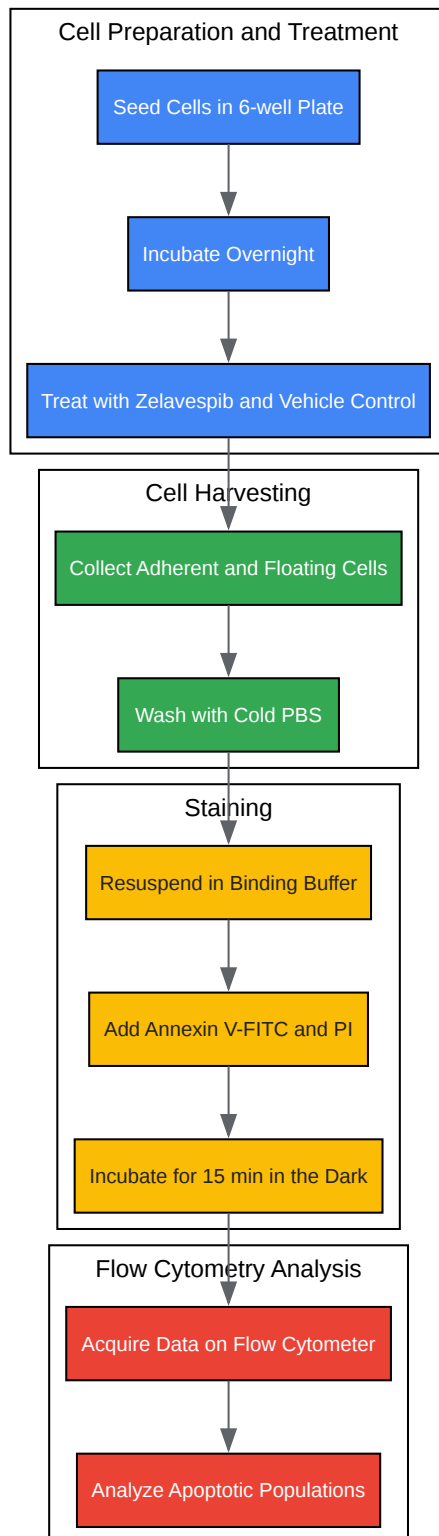 Cell Preparation and Treatment
Seed Cells in 6-well Plate
Incubate Overnight
Treat with Zelavespib and Vehicle Control
Cell Harvesting
Collect Adherent and Floating Cells
Wash with Cold PBS
Staining
Resuspend in Binding Buffer
Add Annexin V-FITC and PI
Incubate for 15 min in the Dark
Flow Cytometry Analysis
Acquire Data on Flow Cytometer
Analyze Apoptotic Populations